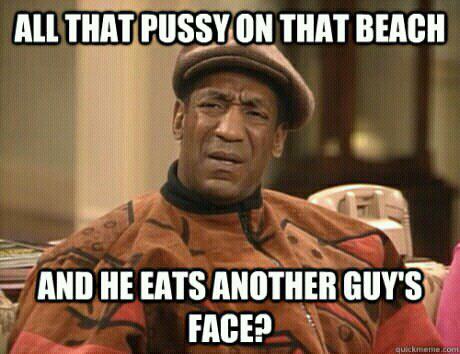 ALL THAT PUSSY ON THAT BEACH
AND HE EATS ANOTHER GUY'S
FACE?
quickmeme.com